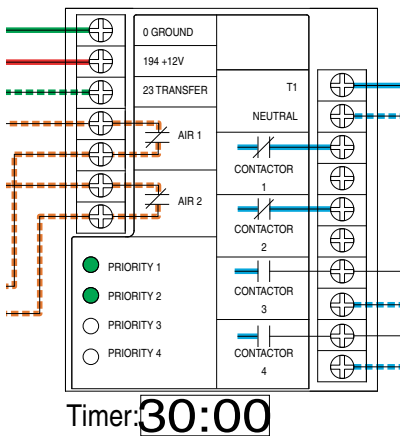 0 GROUND
194 +12V
23 TRANSFER
T1
NEUTRAL
AIR 1
CONTACTOR
1
AIR 2
CONTACTOR
2
PRIORITY 1
PRIORITY 2
CONTACTOR
3
PRIORITY 3
PRIORITY 4
CONTACTOR
4
Timer: 30:00